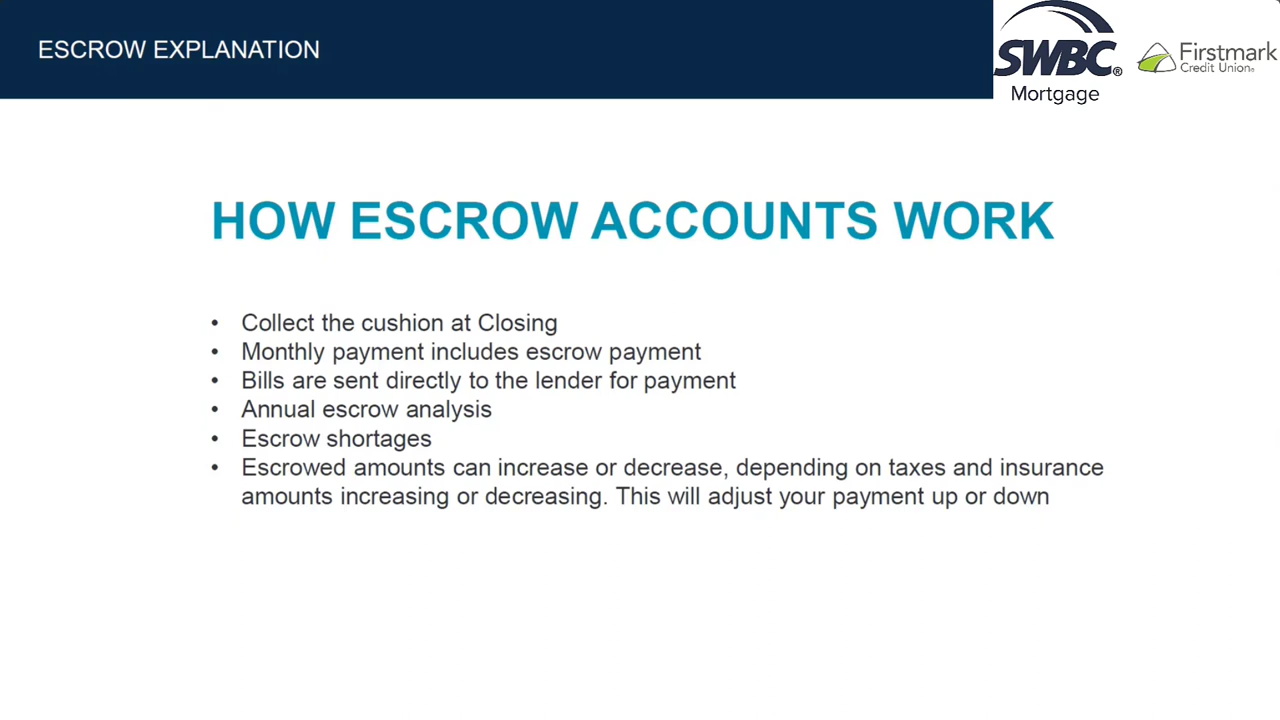 ESCROW EXPLANATION
SWBC®
Mortgage
Firstmark
Credit Union®
HOW ESCROW ACCOUNTS WORK
• Collect the cushion at Closing
• Monthly payment includes escrow payment
• Bills are sent directly to the lender for payment
• Annual escrow analysis
• Escrow shortages
• Escrowed amounts can increase or decrease, depending on taxes and insurance
amounts increasing or decreasing. This will adjust your payment up or down